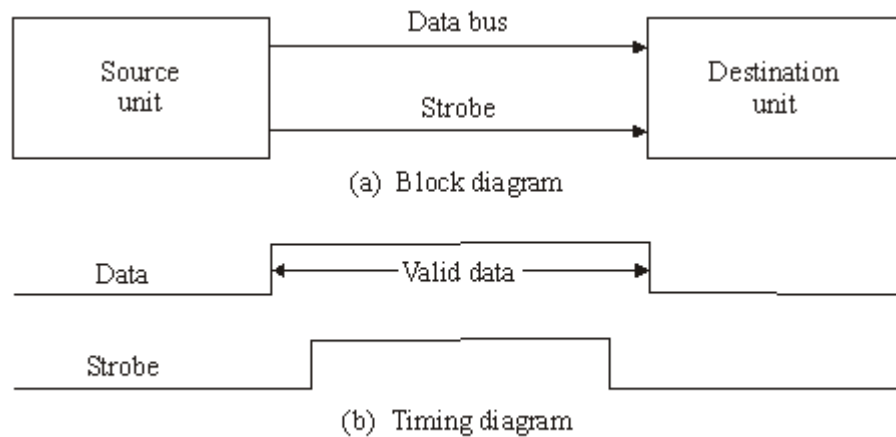 Data bus
Source
unit
Destination
unit
Strobe
(a) Block diagram
Data
Valid data
Strobe
(b) Timing diagram